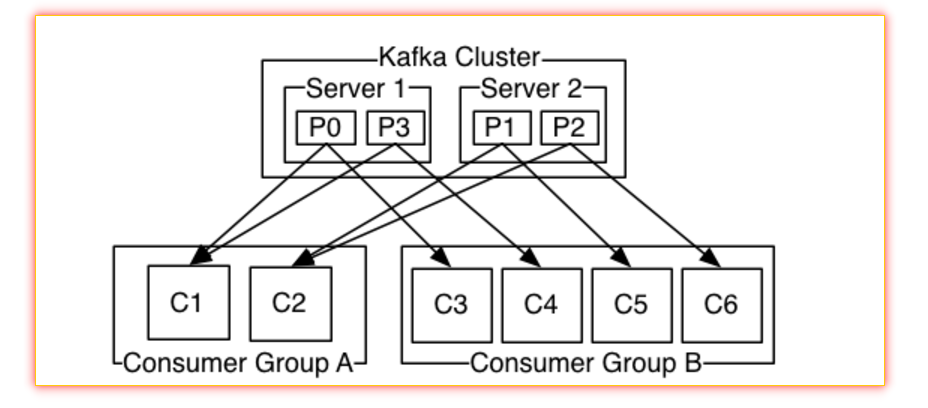 Kafka Cluster
Server 1 Server 2
P0 P3 P1 P2
C1 C2 C3 C4 C5 C6
Consumer Group A Consumer Group B